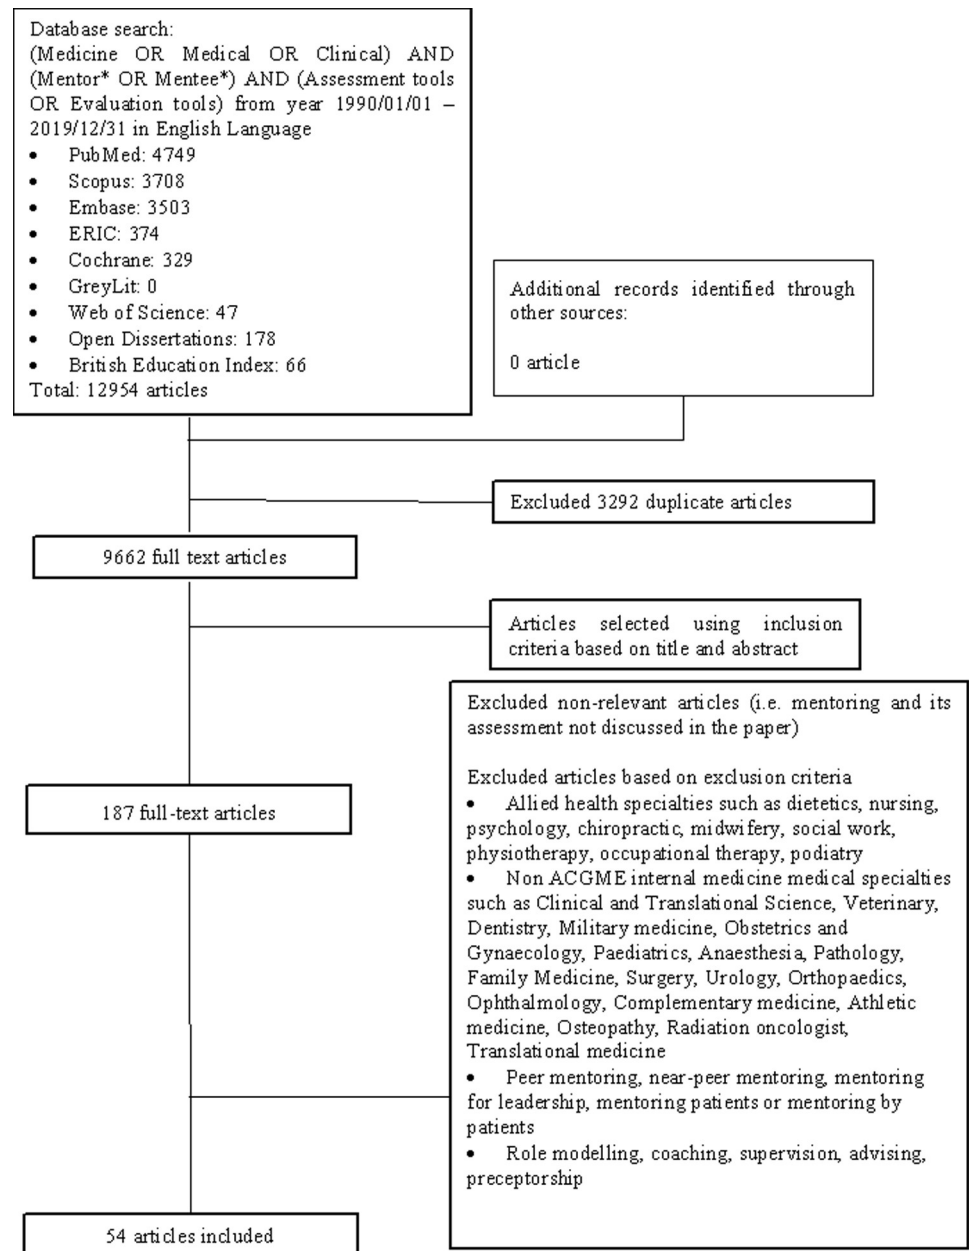 Database search:
(Medicine OR Medical OR Clinical) AND
(Mentor* OR Mentee*) AND (Assessment tools
OR Evaluation tools) from year 1990/01/01 –
2019/12/31 in English Language
• PubMed: 4749
• Scopus: 3708
• Embase: 3503
• ERIC: 374
• Cochrane: 329
• GreyLit: 0
• Web of Science: 47
• Open Dissertations: 178
• British Education Index: 66
Total: 12954 articles
Additional records identified through
other sources:
0 article
Excluded 3292 duplicate articles
9662 full text articles
Articles selected using inclusion
criteria based on title and abstract
Excluded non-relevant articles (i.e. mentoring and its
assessment not discussed in the paper)
Excluded articles based on exclusion criteria
• Allied health specialties such as dietetics, nursing,
psychology, chiropractic, midwifery, social work,
physiotherapy, occupational therapy, podiatry
• Non ACGME internal medicine medical specialties
such as Clinical and Translational Science, Veterinary,
Dentistry, Military medicine, Obstetrics and
Gynaecology, Paediatrics, Anaesthesia, Pathology,
Family Medicine, Surgery, Urology, Orthopaedics,
Ophthalmology, Complementary medicine, Athletic
medicine, Osteopathy, Radiation oncologist,
Translational medicine
• Peer mentoring, near-peer mentoring, mentoring
for leadership, mentoring patients or mentoring by
patients
• Role modelling, coaching, supervision, advising,
preceptorship
187 full-text articles
54 articles included